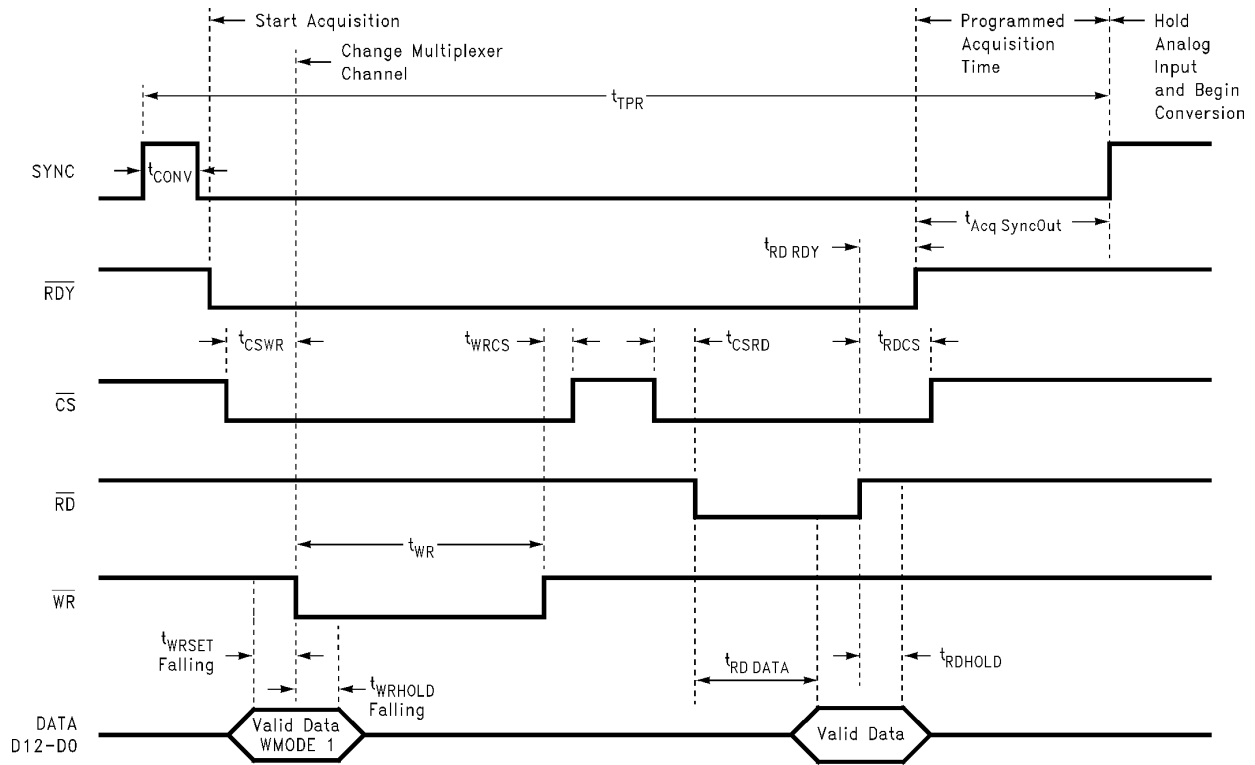 Start Acquisition
Change Multiplexer
Channel
Programmed
Acquisition
Time
Hold
Analog
Input
and Begin
Conversion
tTPR
SYNC
tCONV
tAcq SyncOut
tRD RDY
RDY
tCSWR
tWRCS
tCSRD
tRDCS
CS
RD
tWR
WR
tWRSET
Falling
tWRHOLD
Falling
tRD DATA
tRDHOLD
DATA
D12-D0
Valid Data
WMODE 1
Valid Data